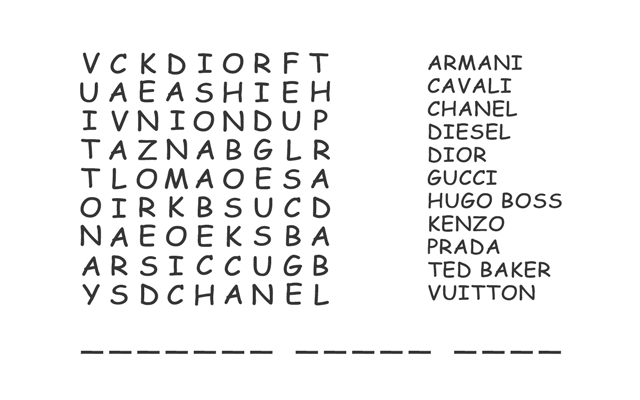 V C K D I O R F T
U A E A S H I E H
I V N I O N D U P
T A Z N A B G L R
T L O M A O E S A
O I R K B S U C D
N A E O E K S B A
A R S I C C U G B
Y S D C H A N E L
ARMANI
CAVALI
CHANEL
DIESEL
DIOR
GUCCI
HUGO BOSS
KENZO
PRADA
TED BAKER
VUITTON